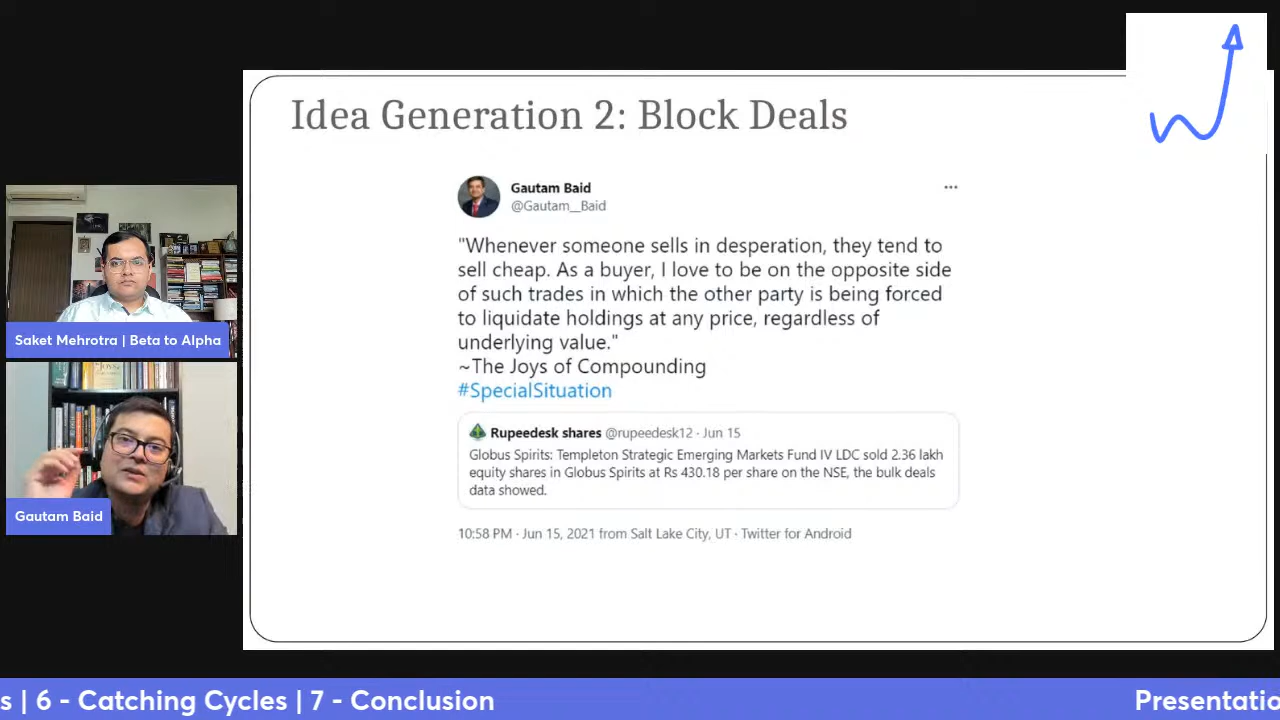 Idea Generation 2: Block Deals
Gautam Baid
@Gautam__Baid
"Whenever someone sells in desperation, they tend to
sell cheap. As a buyer, I love to be on the opposite side
of such trades in which the other party is being forced
to liquidate holdings at any price, regardless of
underlying value."
~The Joys of Compounding
#SpecialSituation
Rupeedesk shares @rupeedesk12 · Jun 15
Globus Spirits: Templeton Strategic Emerging Markets Fund IV LDC sold 2.36 lakh
equity shares in Globus Spirits at Rs 430.18 per share on the NSE, the bulk deals
data showed.
10:58 PM · Jun 15, 2021 from Salt Lake City, UT · Twitter for Android
Saket Mehrotra | Beta to Alpha
Gautam Baid
s | 6 - Catching Cycles | 7 - Conclusion
Presentatio